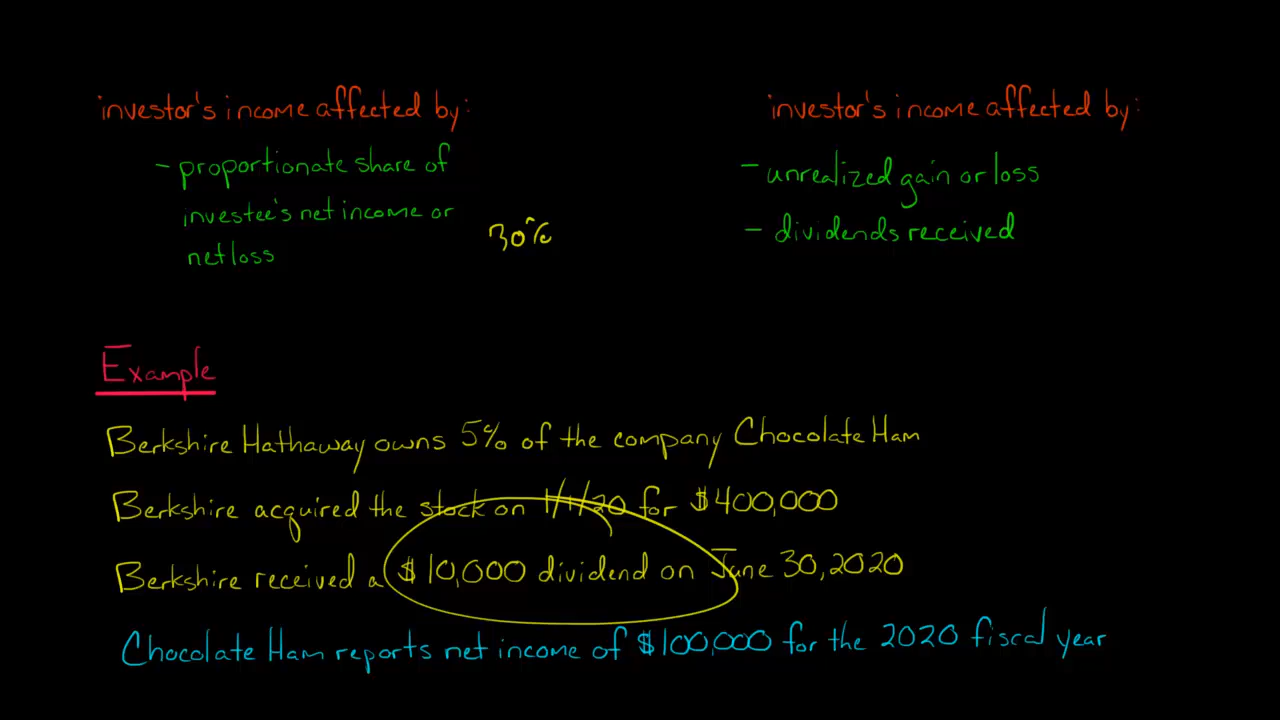 investor's income affected by:
- proportionate share of
investee's net income or
net loss
30%
investor's income affected by:
- unrealized gain or loss
- dividends received
Example
Berkshire Hathaway owns 5% of the company Chocolate Ham
Berkshire acquired the stock on 1/1/20 for $400,000
Berkshire received a $10,000 dividend on June 30, 2020
Chocolate Ham reports net income of $100,000 for the 2020 fiscal year